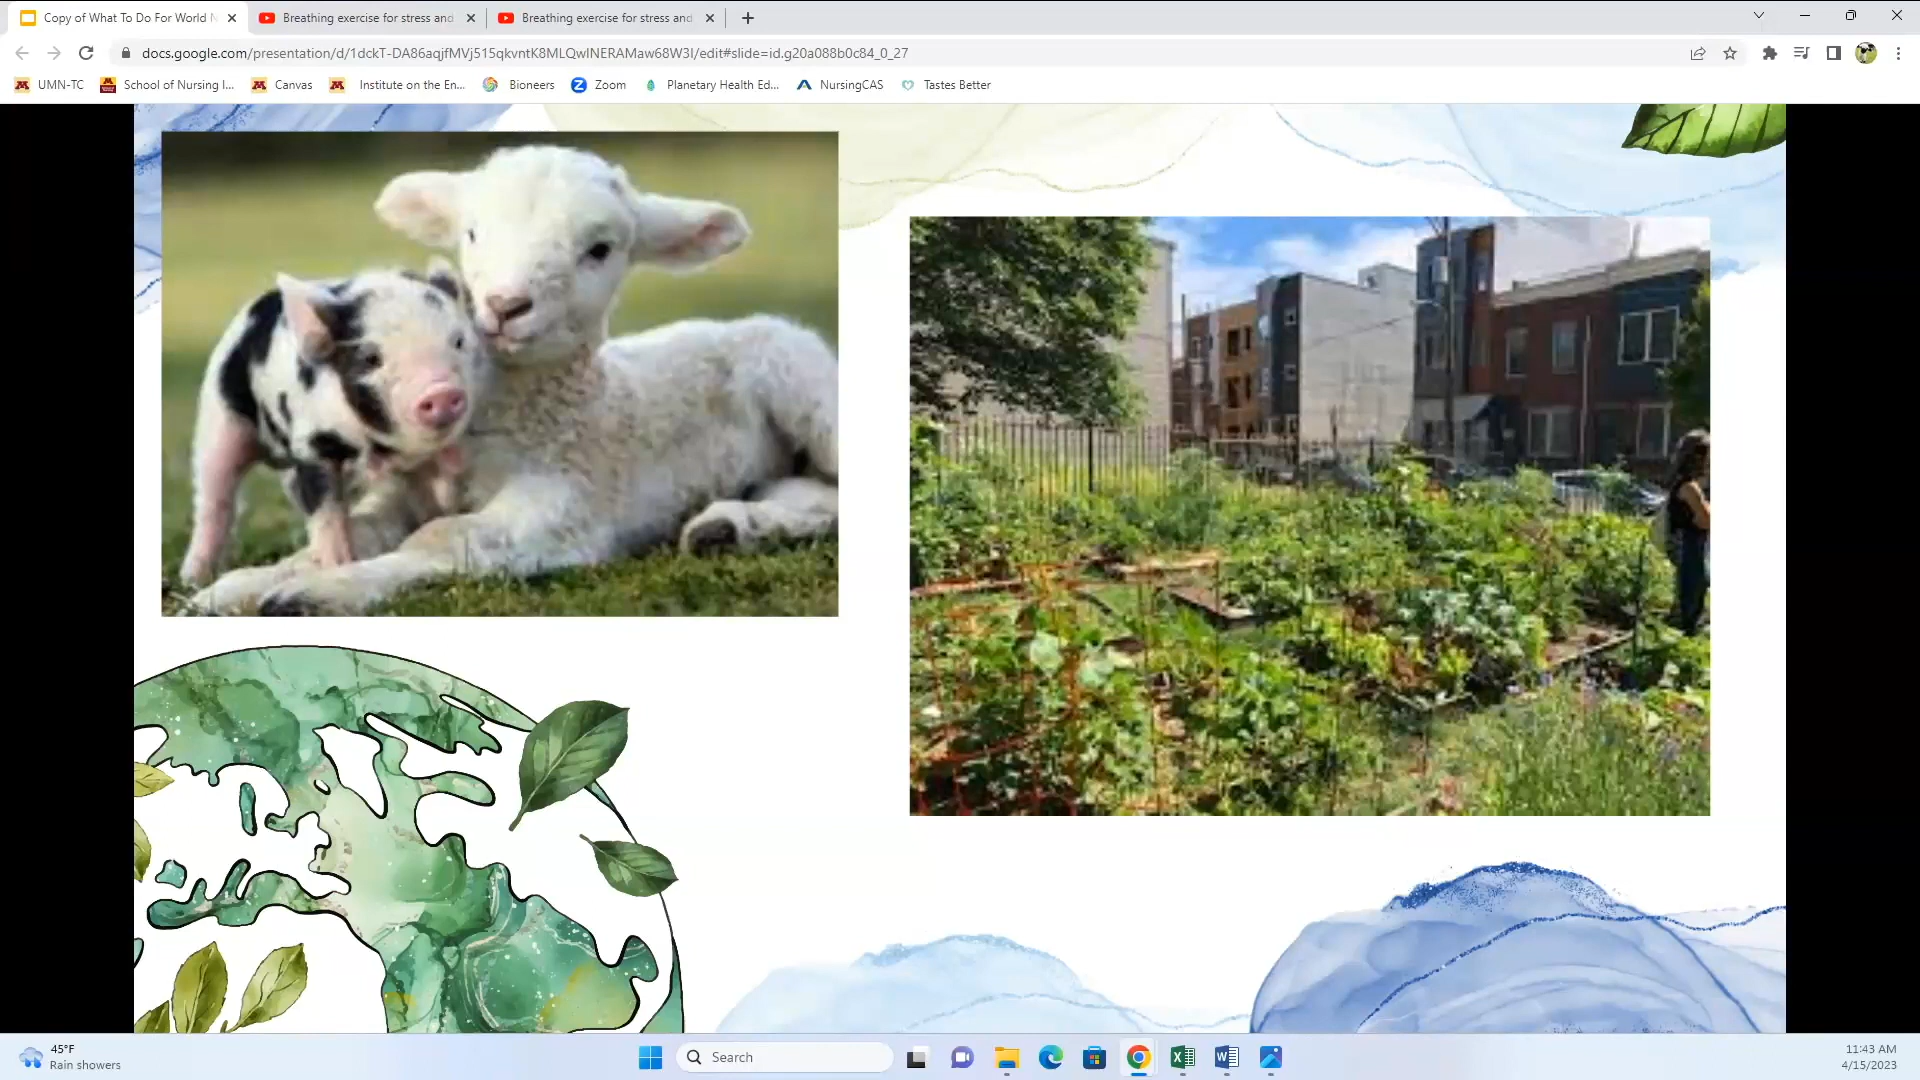 Copy of What To Do For World N
Breathing exercise for stress and
Breathing exercise for stress and
docs.google.com/presentation/d/1dckT-DA86aqjfMVj515qkvntK8MLQwINERAMaw68W3I/edit#slide=id.g20a088b0c84_0_27
UMN-TC
School of Nursing I...
Canvas
Institute on the En...
Bioneers
Zoom
Planetary Health Ed...
NursingCAS
Tastes Better
45°F
Rain showers
Search
11:43 AM
4/15/2023